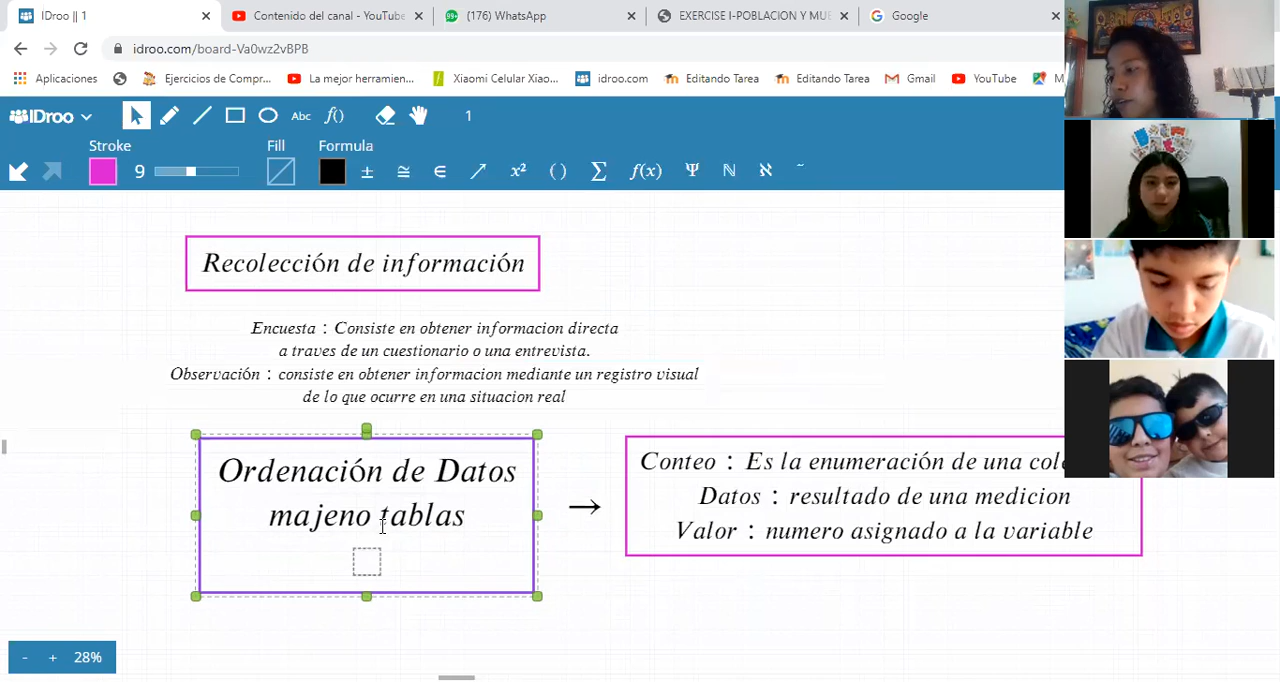 IDroo || 1
Contenido del canal - YouTube
(176) WhatsApp
EXERCISE I-POBLACION Y MUE
Google
idroo.com/board-Va0wz2vBPB
Aplicaciones
Ejercicios de Compr...
La mejor herramien...
Xiaomi Celular Xiao...
idroo.com
Editando Tarea
Editando Tarea
Gmail
YouTube
M
IDroo
Abc
f()
1
Stroke
Fill
Formula
9
± ≅ ∈ x² ( ) ∑ f(x) Ψ ℕ ℵ ~
Recolección de información
Encuesta : Consiste en obtener informacion directa
a traves de un cuestionario o una entrevista.
Observación : consiste en obtener informacion mediante un registro visual
de lo que ocurre en una situacion real
Ordenación de Datos
majeno tablas
→
Conteo : Es la enumeración de una
Datos : resultado de una medicion
Valor : numero asignado a la variable
- + 28%